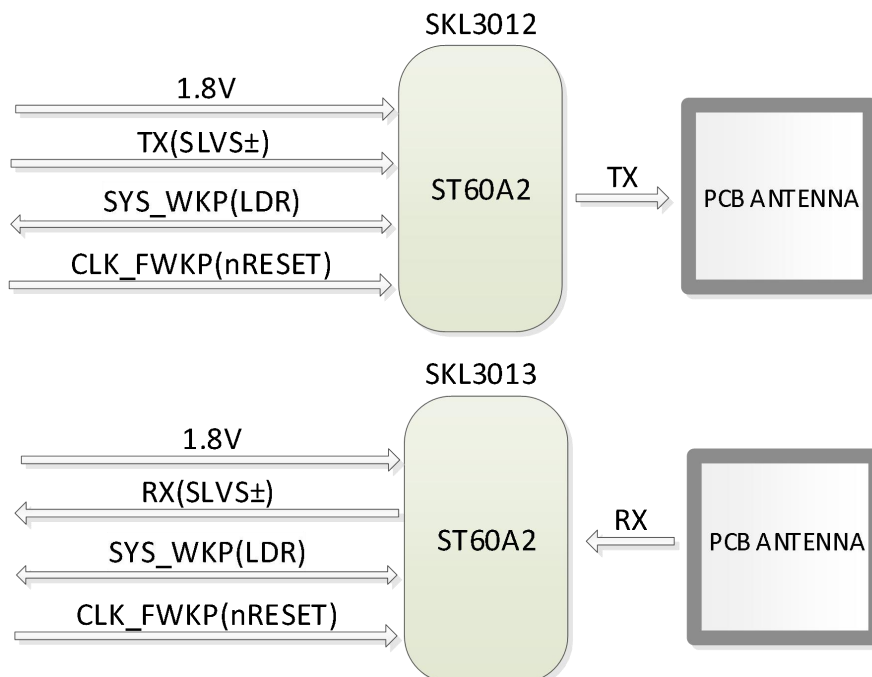 SKL3012
1.8V
TX(SLVS±)
SYS_WKP(LDR)
CLK_FWKP(nRESET)
ST60A2
TX
PCB ANTENNA
SKL3013
1.8V
RX(SLVS±)
SYS_WKP(LDR)
CLK_FWKP(nRESET)
ST60A2
RX
PCB ANTENNA